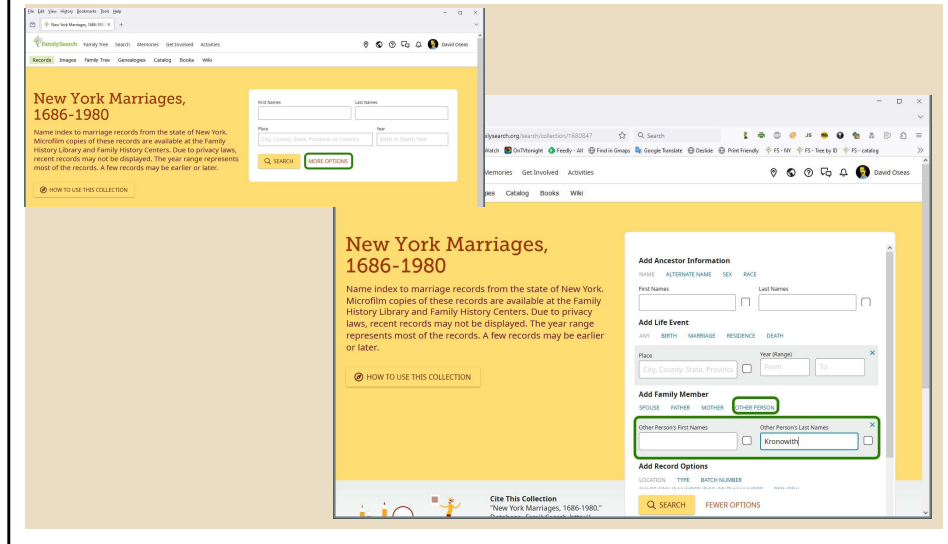 File Edit View History Bookmarks Tools Help
New York Marriages, 1686-198 × +
FamilySearch Family Tree Search Memories Get Involved Activities David Oseas
Records Images Family Tree Genealogies Catalog Books Wiki
New York Marriages,
1686-1980
Name index to marriage records from the state of New York.
Microfilm copies of these records are available at the Family
History Library and Family History Centers. Due to privacy laws,
recent records may not be displayed. The year range represents
most of the records. A few records may be earlier or later.
HOW TO USE THIS COLLECTION
First Names Last Names
Place Year
City, County, State, Province, or Country Birth or Death Year
SEARCH MORE OPTIONS
ilysearch.org/search/collection/1680847 Search
Watch OnTVtonight Feedly - All Find in Gmaps Google Translate Deslide Print Friendly FS - NY FS - Tree by ID FS - catalog
Memories Get Involved Activities David Oseas
gies Catalog Books Wiki
New York Marriages,
1686-1980
Name index to marriage records from the state of New York.
Microfilm copies of these records are available at the Family
History Library and Family History Centers. Due to privacy
laws, recent records may not be displayed. The year range
represents most of the records. A few records may be earlier
or later.
HOW TO USE THIS COLLECTION
Add Ancestor Information
NAME ALTERNATE NAME SEX RACE
First Names Last Names
Add Life Event
ANY BIRTH MARRIAGE RESIDENCE DEATH
Place Year (Range)
City, County, State, Province From To
Add Family Member
SPOUSE FATHER MOTHER OTHER PERSON
Other Person's First Names Other Person's Last Names
Kronowith
Add Record Options
LOCATION TYPE BATCH NUMBER
SEARCH FEWER OPTIONS
Cite This Collection
"New York Marriages, 1686-1980."